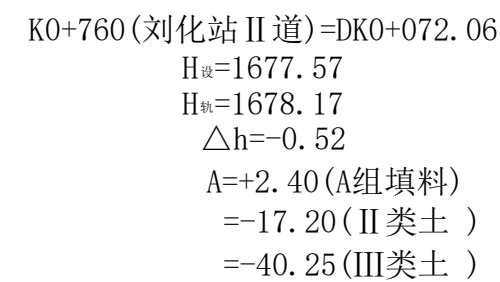 K0+760(刘化站Ⅱ道)=DK0+072.06
H设=1677.57
H轨=1678.17
△h=-0.52
A=+2.40(A组填料)
=-17.20(Ⅱ类土 )
=-40.25(Ⅲ类土 )